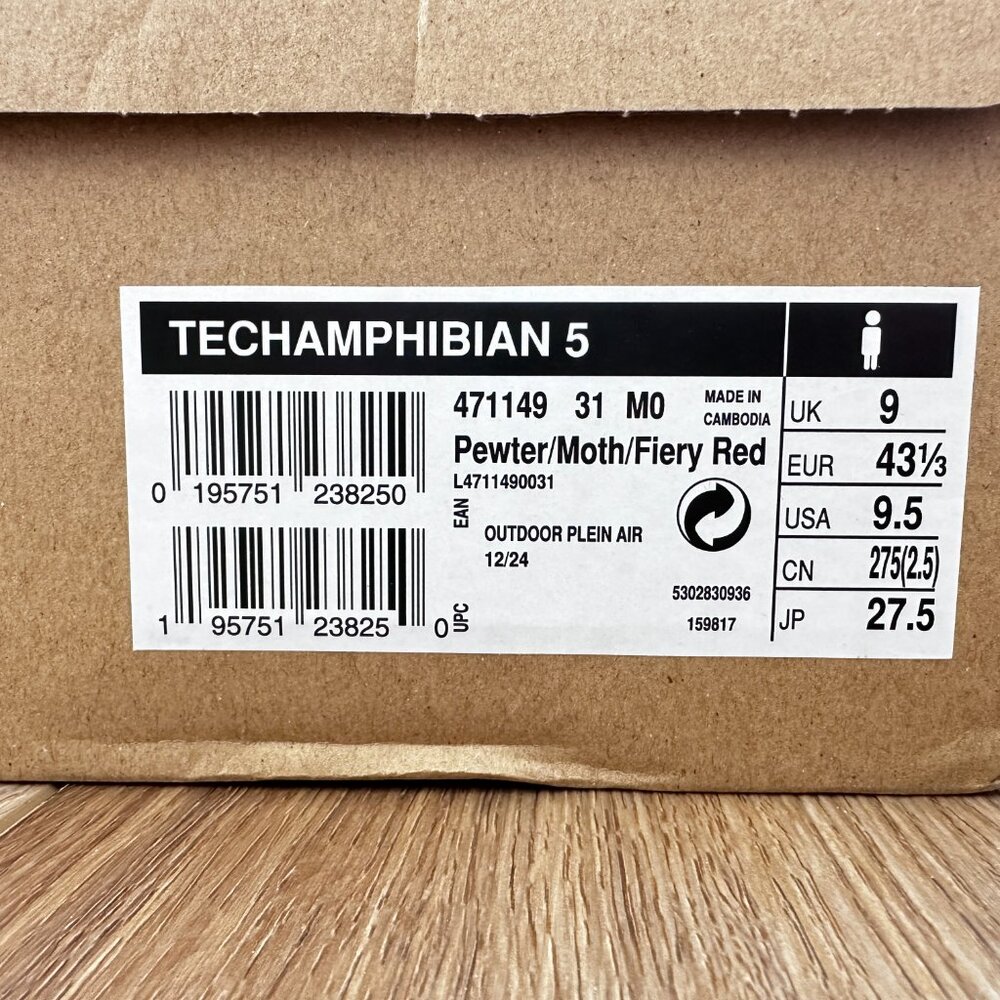 TECHAMPHIBIAN 5
0 195751 238250
1 95751 23825 0
EAN
UPC
471149 31 M0
MADE IN
CAMBODIA
Pewter/Moth/Fiery Red
L4711490031
OUTDOOR PLEIN AIR
12/24
5302830936
159817
UK 9
EUR 43⅓
USA 9.5
CN 275(2.5)
JP 27.5